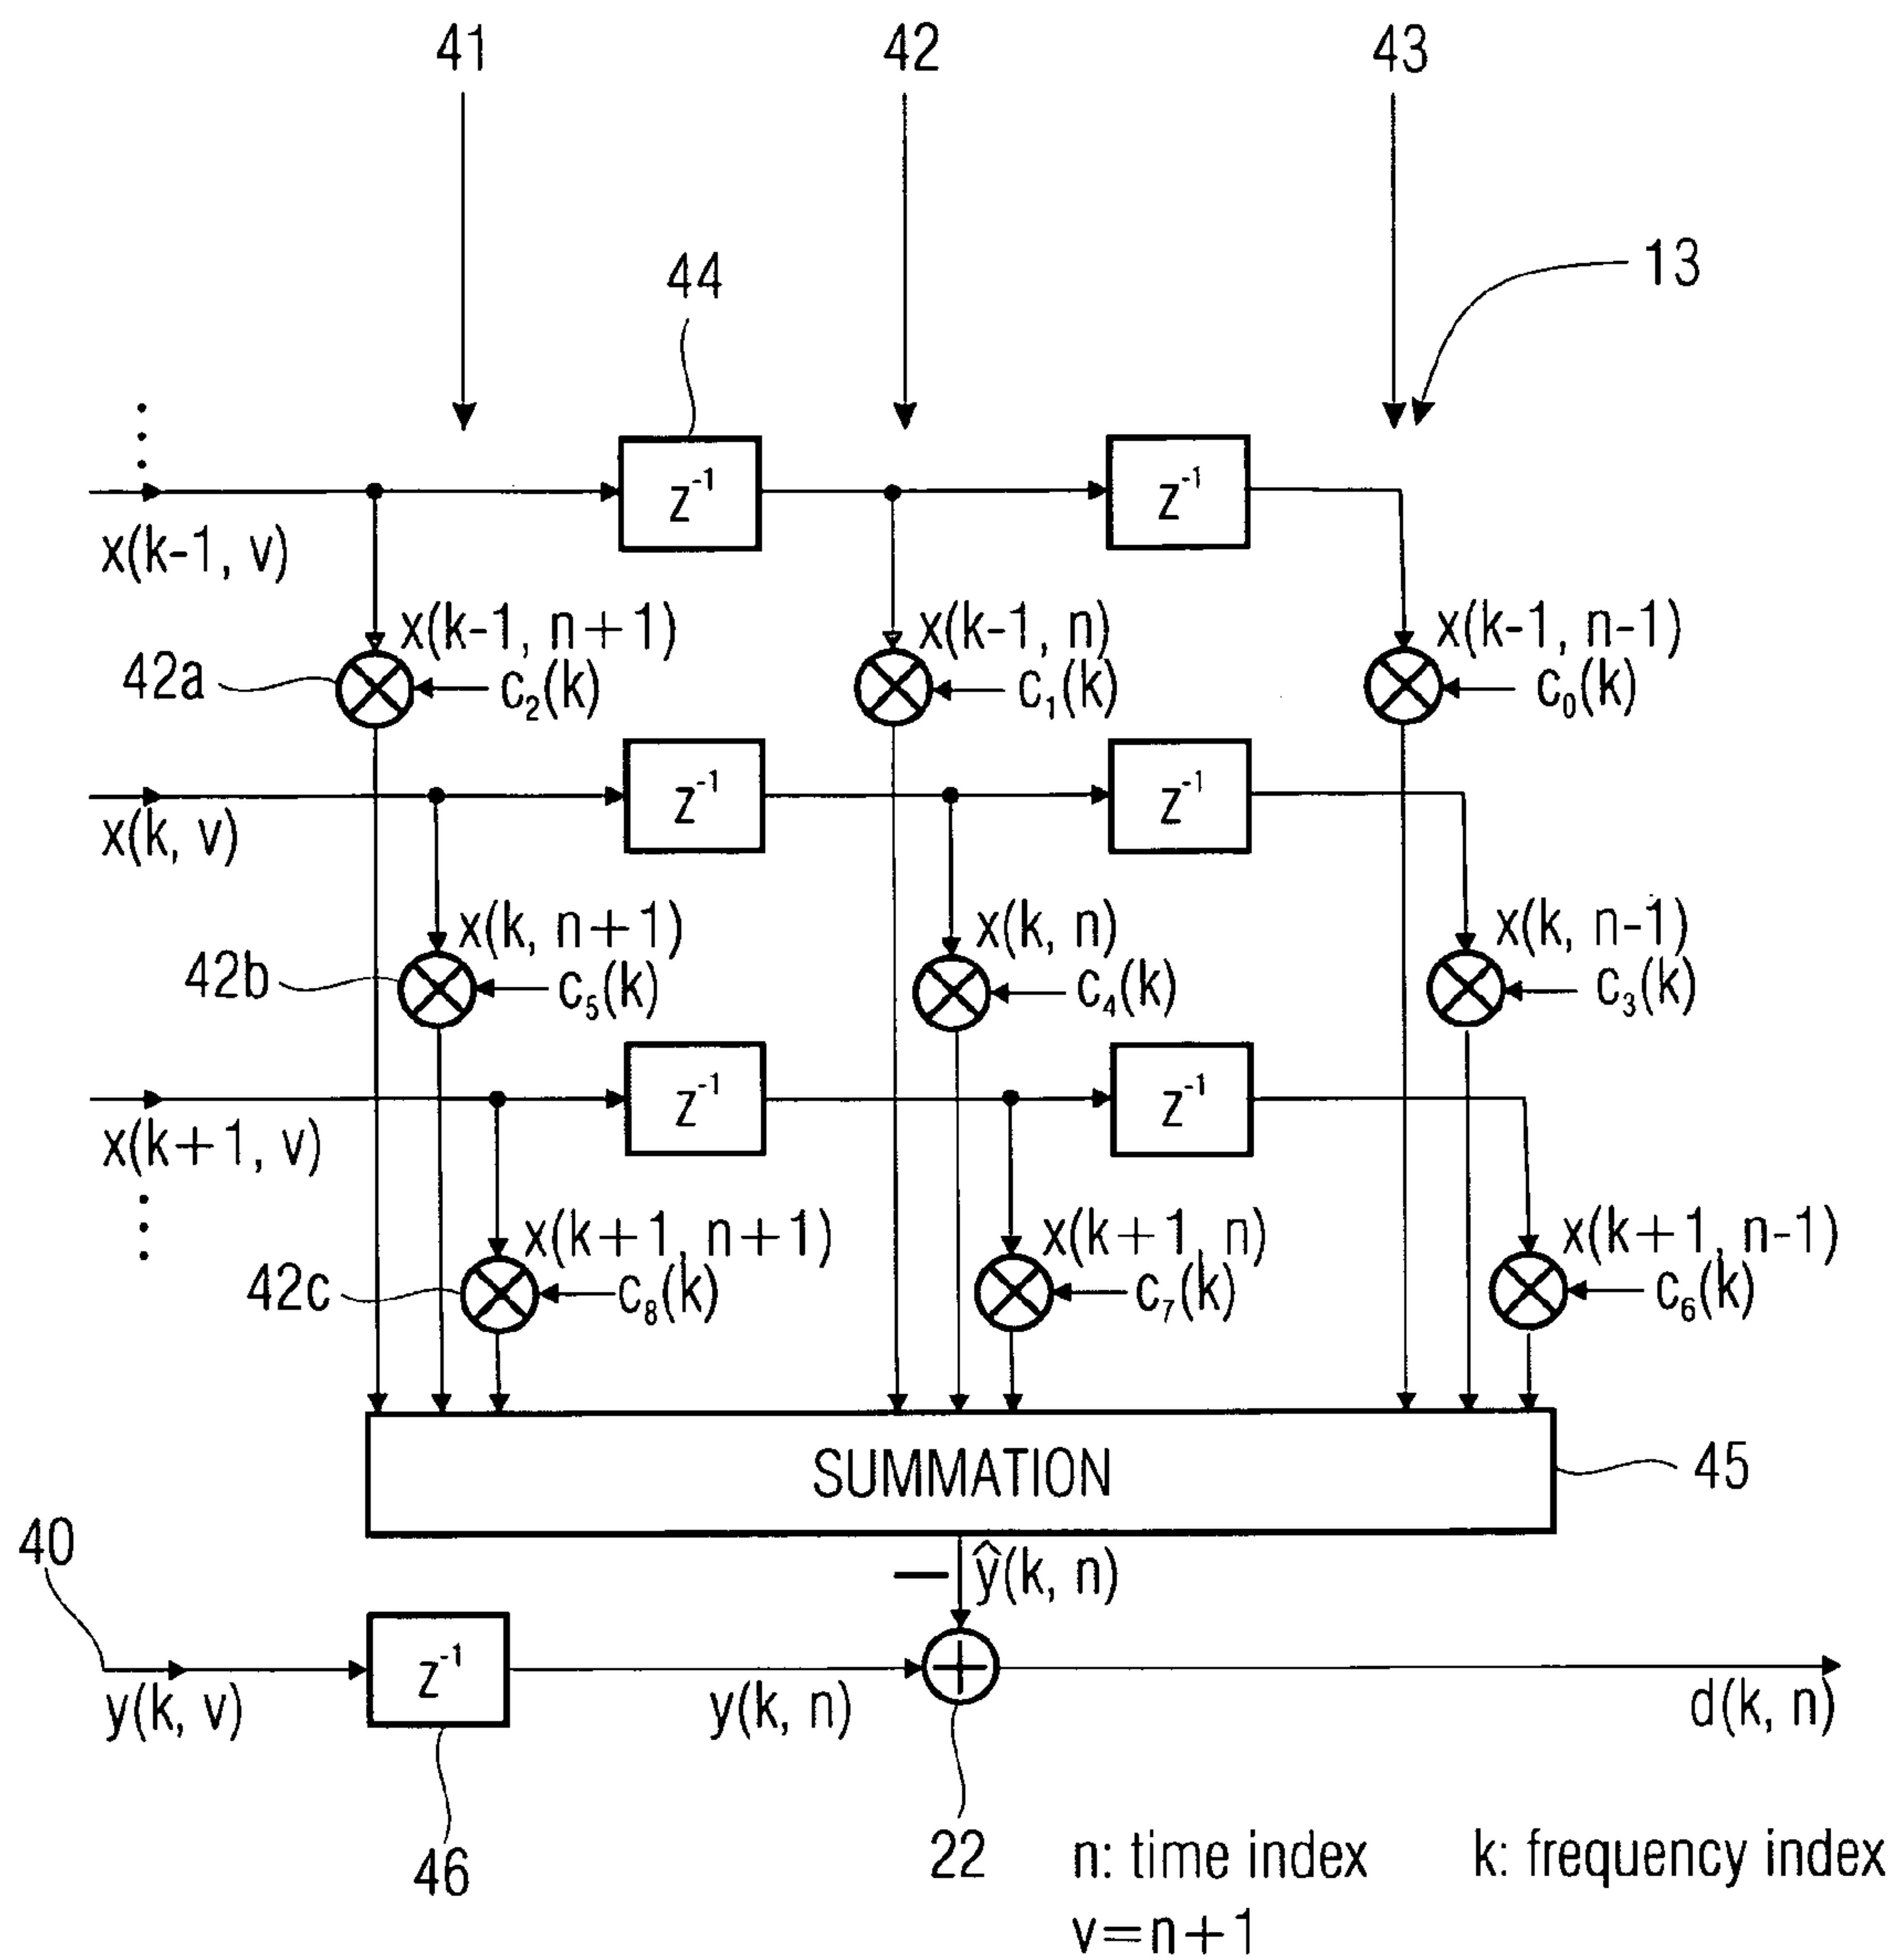 41 42 43
44 13
z⁻¹ z⁻¹
x(k-1, v)
x(k-1, n+1) x(k-1, n) x(k-1, n-1)
42a c₂(k) c₁(k) c₀(k)
z⁻¹ z⁻¹
x(k, v)
x(k, n+1) x(k, n) x(k, n-1)
42b c₅(k) c₄(k) c₃(k)
z⁻¹ z⁻¹
x(k+1, v)
x(k+1, n+1) x(k+1, n) x(k+1, n-1)
42c c₈(k) c₇(k) c₆(k)
SUMMATION 45
40 — ŷ(k, n)
z⁻¹
y(k, v) y(k, n) d(k, n)
46 22 n: time index k: frequency index
v=n+1